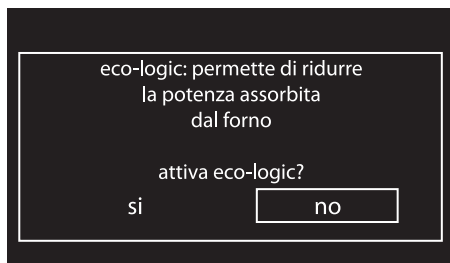 eco-logic: permette di ridurre
la potenza assorbita
dal forno
attiva eco-logic?
si no